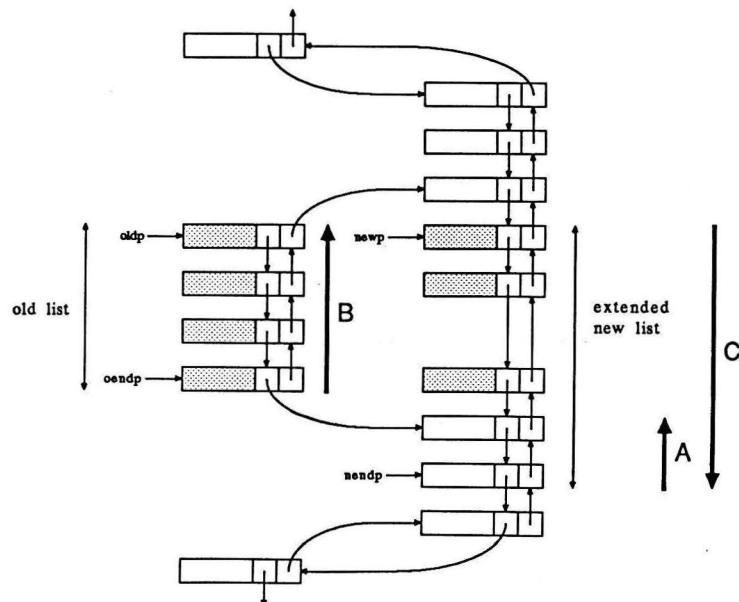 oldp
newp
old list
B
extended
new list
C
oendp
A
nendp